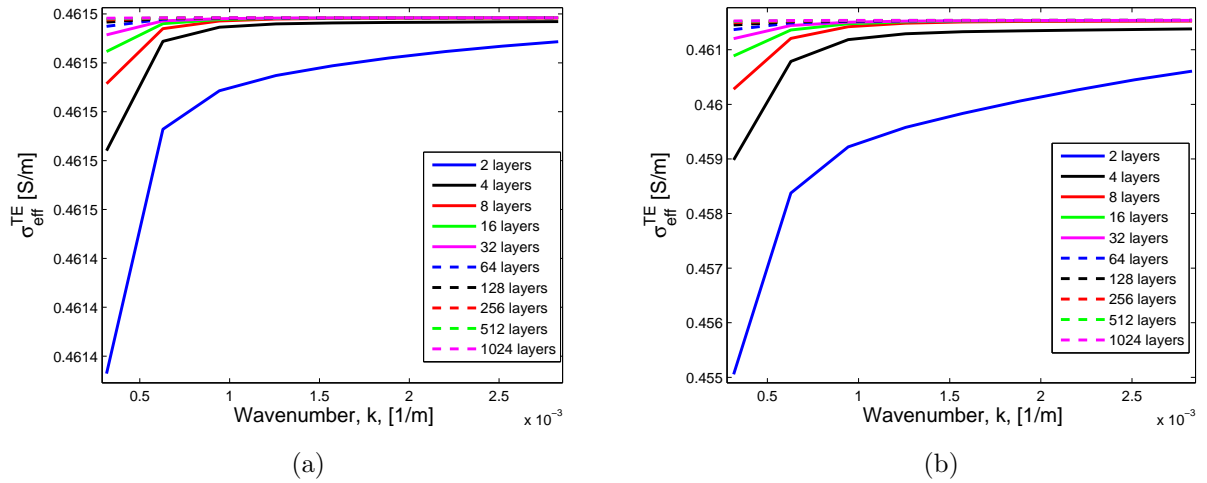 0.4615
0.4615
0.4615
0.4615
0.4615
0.4614
0.4614
0.4614
σ_eff^TE [S/m]
0.5
1
1.5
2
2.5
x 10^−3
Wavenumber, k, [1/m]
2 layers
4 layers
8 layers
16 layers
32 layers
64 layers
128 layers
256 layers
512 layers
1024 layers
(a)
0.461
0.46
0.459
0.458
0.457
0.456
0.455
σ_eff^TE [S/m]
0.5
1
1.5
2
2.5
x 10^−3
Wavenumber, k, [1/m]
2 layers
4 layers
8 layers
16 layers
32 layers
64 layers
128 layers
256 layers
512 layers
1024 layers
(b)